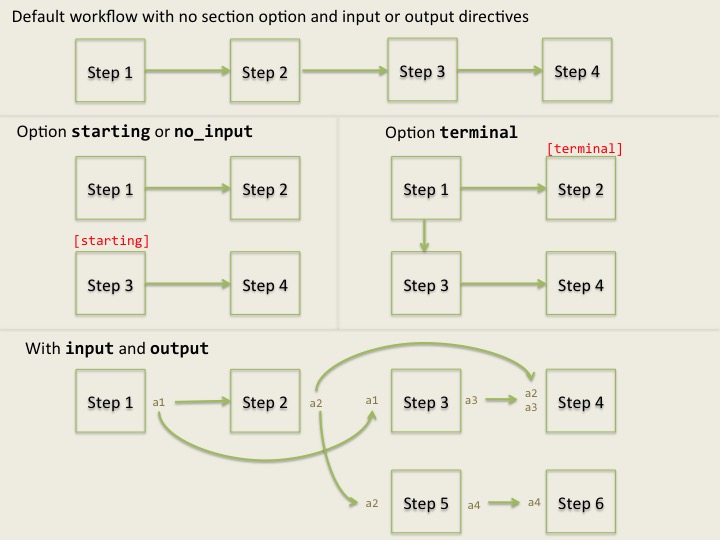 Default workflow with no section option and input or output directives
Step 1 Step 2 Step 3 Step 4
Option starting or no_input
Step 1 Step 2
[starting]
Step 3 Step 4
Option terminal
[terminal]
Step 1 Step 2
Step 3 Step 4
With input and output
Step 1 a1 Step 2 a2 a1 Step 3 a3 a2 Step 4
a3
a2 Step 5 a4 a4 Step 6